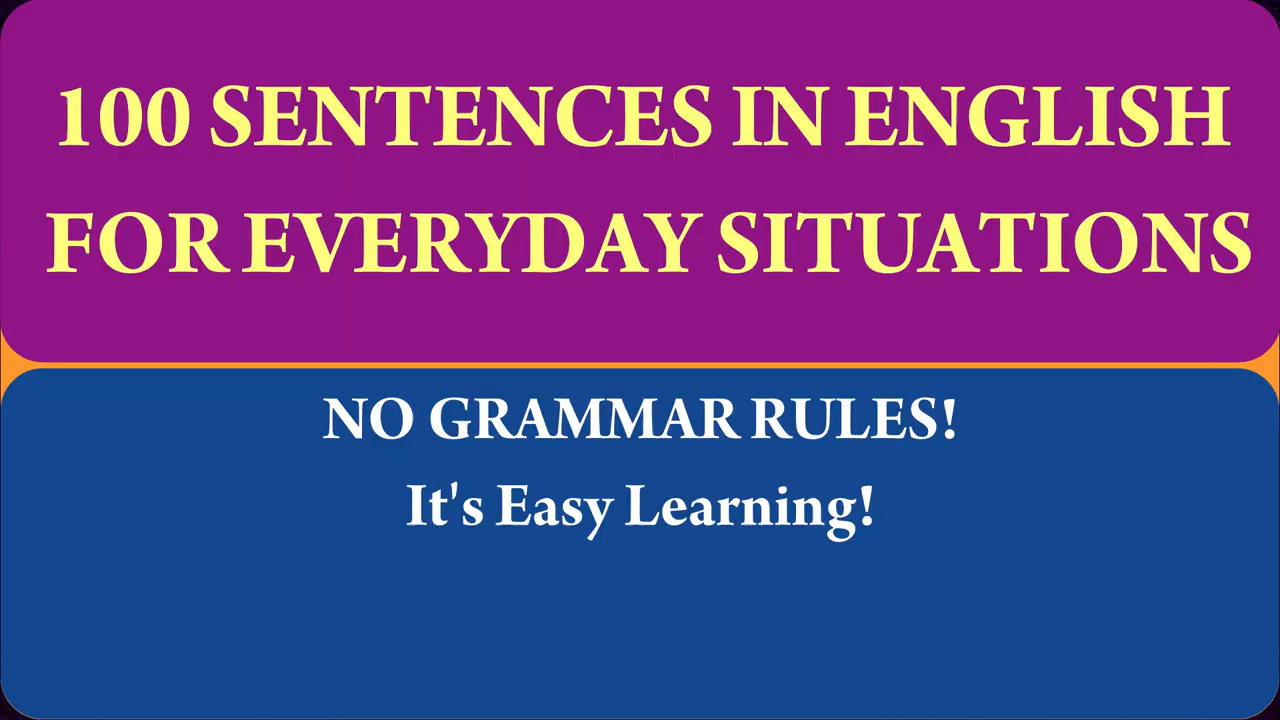 100 SENTENCES IN ENGLISH
FOR EVERYDAY SITUATIONS
NO GRAMMAR RULES!
It's Easy Learning!